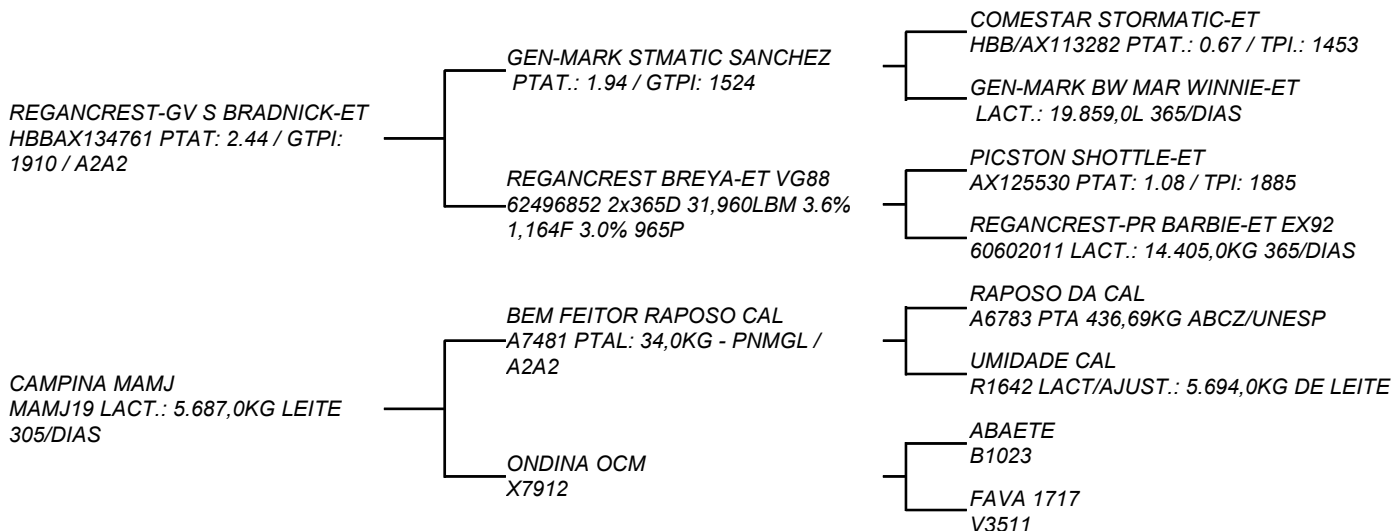 REGANCREST-GV S BRADNICK-ET
HBBAX134761 PTAT: 2.44 / GTPI:
1910 / A2A2
CAMPINA MAMJ
MAMJ19 LACT.: 5.687,0KG LEITE
305/DIAS
GEN-MARK STMATIC SANCHEZ
PTAT.: 1.94 / GTPI: 1524
REGANCREST BREYA-ET VG88
62496852 2x365D 31,960LBM 3.6%
1,164F 3.0% 965P
BEM FEITOR RAPOSO CAL
A7481 PTAL: 34,0KG - PNMGL /
A2A2
ONDINA OCM
X7912
COMESTAR STORMATIC-ET
HBB/AX113282 PTAT.: 0.67 / TPI.: 1453
GEN-MARK BW MAR WINNIE-ET
LACT.: 19.859,0L 365/DIAS
PICSTON SHOTTLE-ET
AX125530 PTAT: 1.08 / TPI: 1885
REGANCREST-PR BARBIE-ET EX92
60602011 LACT.: 14.405,0KG 365/DIAS
RAPOSO DA CAL
A6783 PTA 436,69KG ABCZ/UNESP
UMIDADE CAL
R1642 LACT/AJUST.: 5.694,0KG DE LEITE
ABAETE
B1023
FAVA 1717
V3511